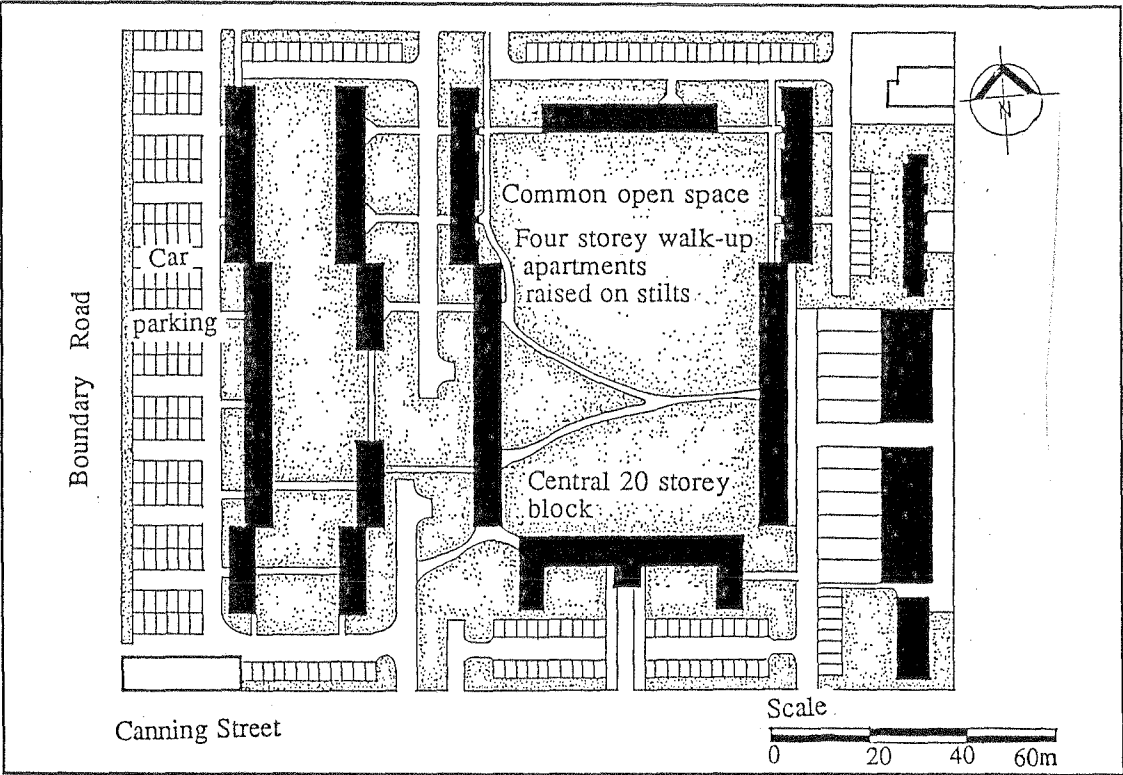 Common open space
Four storey walk-up
apartments
raised on stilts
Car
parking
Boundary Road
Central 20 storey
block
N
Canning Street
Scale
0 20 40 60m